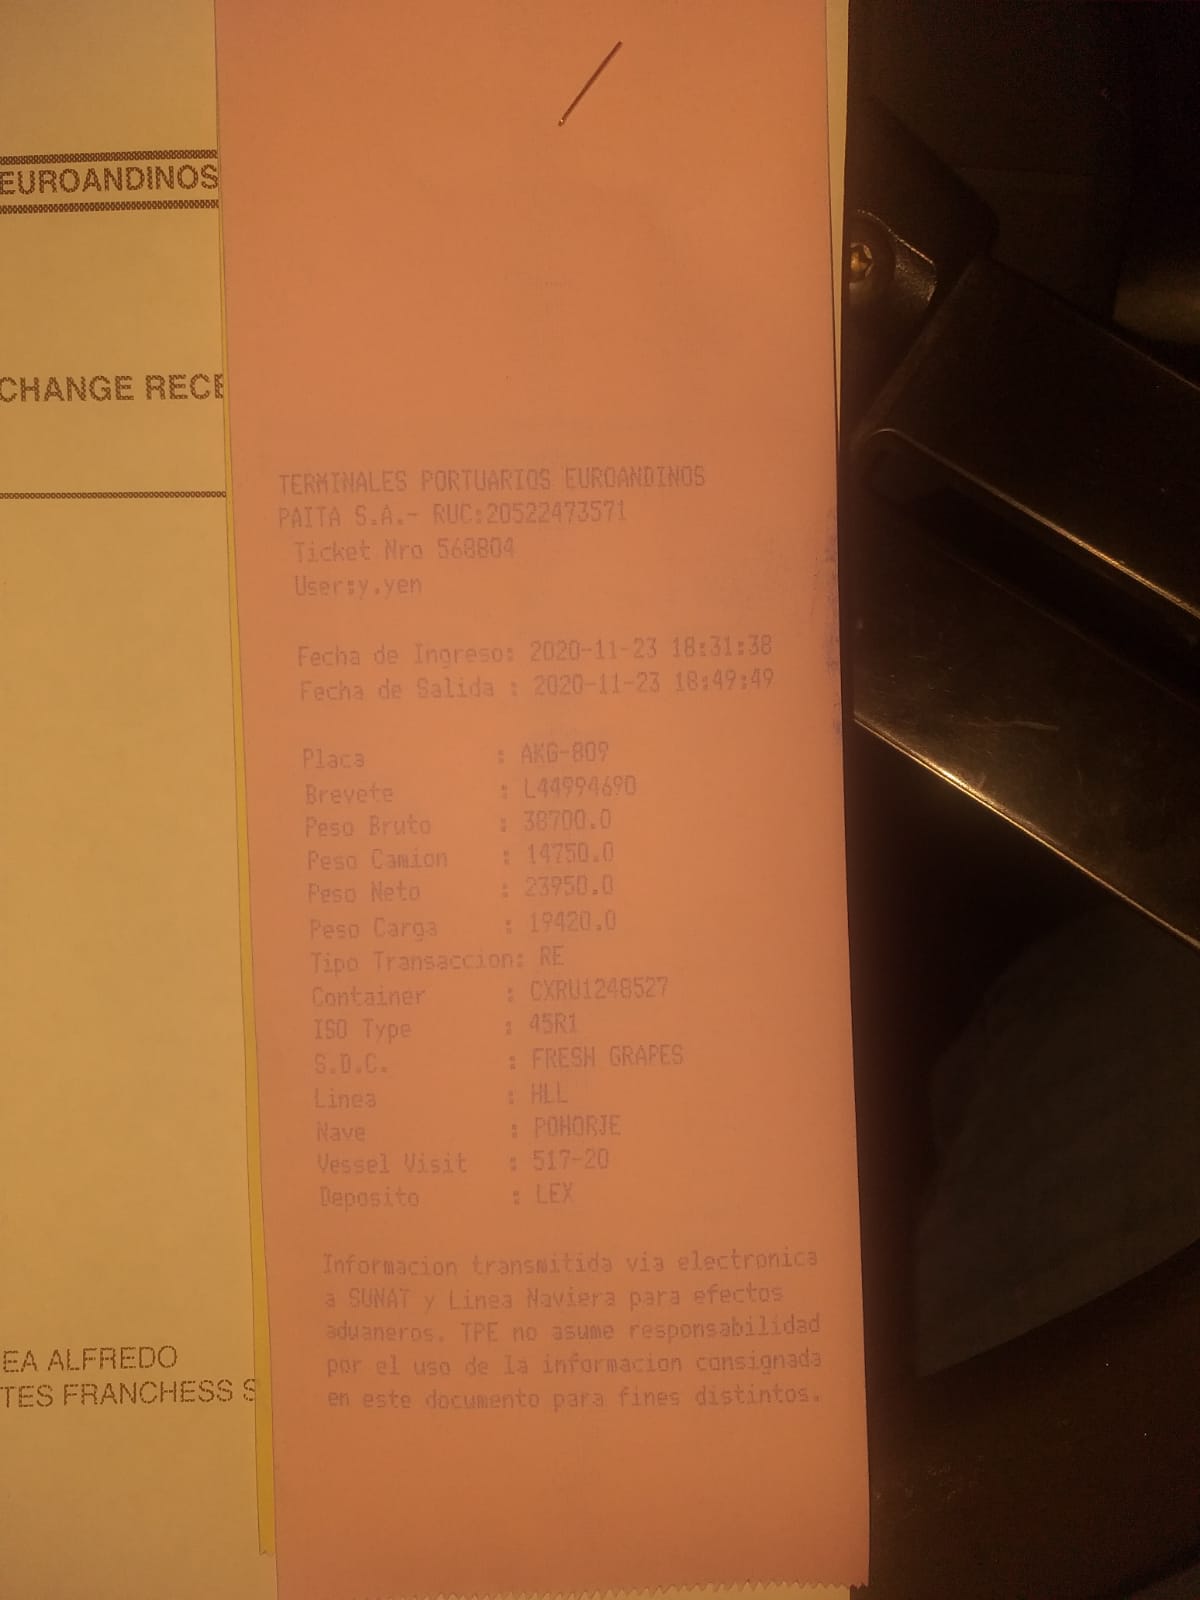 EUROANDINOS
CHANGE RECE
EA ALFREDO
TES FRANCHESS S
TERMINALES PORTUARIOS EUROANDINOS
PAITA S.A.- RUC:20522473571
Ticket Nro 568804
User:y.yen
Fecha de Ingreso: 2020-11-23 18:31:38
Fecha de Salida : 2020-11-23 18:49:49
Placa : AKG-809
Brevete : L44994690
Peso Bruto : 38700.0
Peso Camion : 14750.0
Peso Neto : 23950.0
Peso Carga : 19420.0
Tipo Transaccion: RE
Container : CXRU1248527
ISO Type : 45R1
S.D.C. : FRESH GRAPES
Linea : HLL
Nave : POHORJE
Vessel Visit : 517-20
Deposito : LEX
Informacion transmitida via electronica
a SUNAT y Linea Naviera para efectos
aduaneros. TPE no asume responsabilidad
por el uso de la informacion consignada
en este documento para fines distintos.